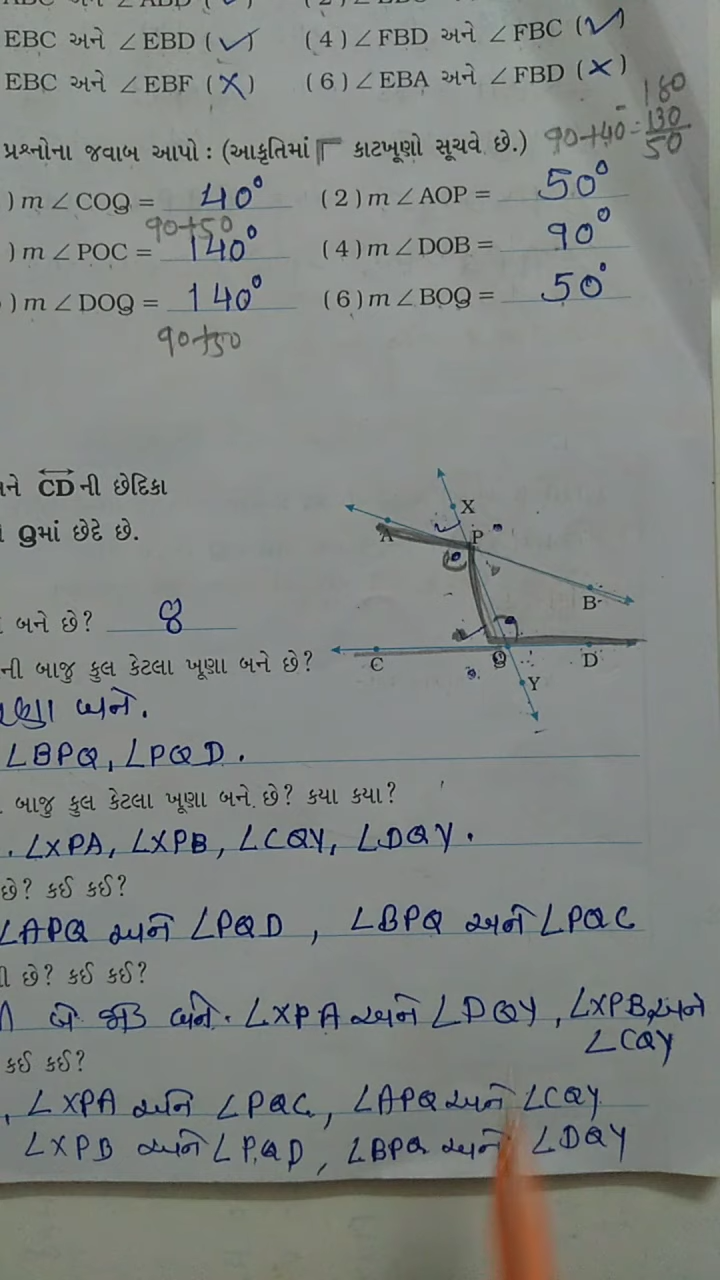 EBC અને ∠EBD (✓) (4) ∠FBD અને ∠FBC (✓)
EBC અને ∠EBF (X) (6) ∠EBA અને ∠FBD (X)
180
પ્રશ્નોના જવાબ આપો : (આકૃતિમાં કાટખૂણો સૂચવે છે.) 90+40=130
50
) m ∠COQ = 40° (2) m ∠AOP = 50°
90+50
) m ∠POC = 140° (4) m ∠DOB = 90°
) m ∠DOQ = 140° (6) m ∠BOQ = 50°
90+50
અને CD ની છેદિકા
Qમાં છેદે છે.
X
A P
B
બને છે? 8
C Q D
ની બાજુ કુલ કેટલા ખૂણા બને છે?
Y
બને.
∠BPQ, ∠PQD.
બાજુ કુલ કેટલા ખૂણા બને છે? કયા કયા?
. ∠XPA, ∠XPB, ∠CQY, ∠DQY.
છે? કઈ કઈ?
∠APQ અને ∠PQD, ∠BPQ અને ∠PQC
છે? કઈ કઈ?
બે જોડ બને. ∠XPA અને ∠DQY, ∠XPB અને
∠CQY
કઈ કઈ?
, ∠XPA અને ∠PQC, ∠APQ અને ∠CQY
∠XPB અને ∠PQD, ∠BPQ અને ∠DQY